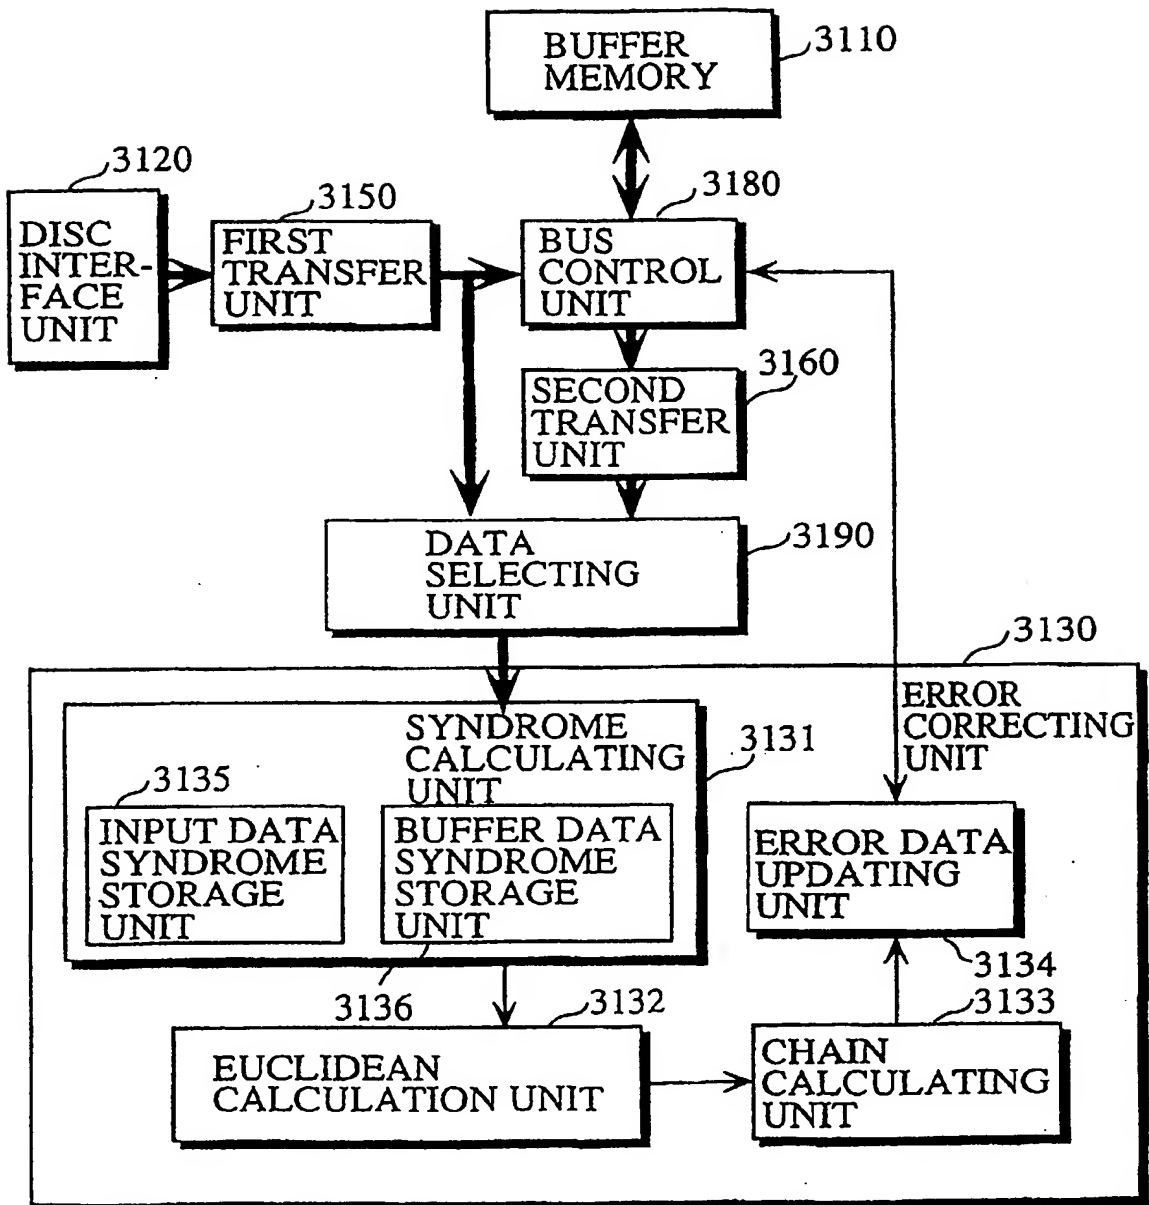 BUFFER
MEMORY
3110
3120
DISC
INTER-
FACE
UNIT
3150
FIRST
TRANSFER
UNIT
3180
BUS
CONTROL
UNIT
3160
SECOND
TRANSFER
UNIT
3190
DATA
SELECTING
UNIT
3130
ERROR
CORRECTING
UNIT
SYNDROME
CALCULATING
UNIT
3131
3135
INPUT DATA
SYNDROME
STORAGE
UNIT
BUFFER DATA
SYNDROME
STORAGE
UNIT
3136
ERROR DATA
UPDATING
UNIT
3134
3132
EUCLIDEAN
CALCULATION UNIT
3133
CHAIN
CALCULATING
UNIT